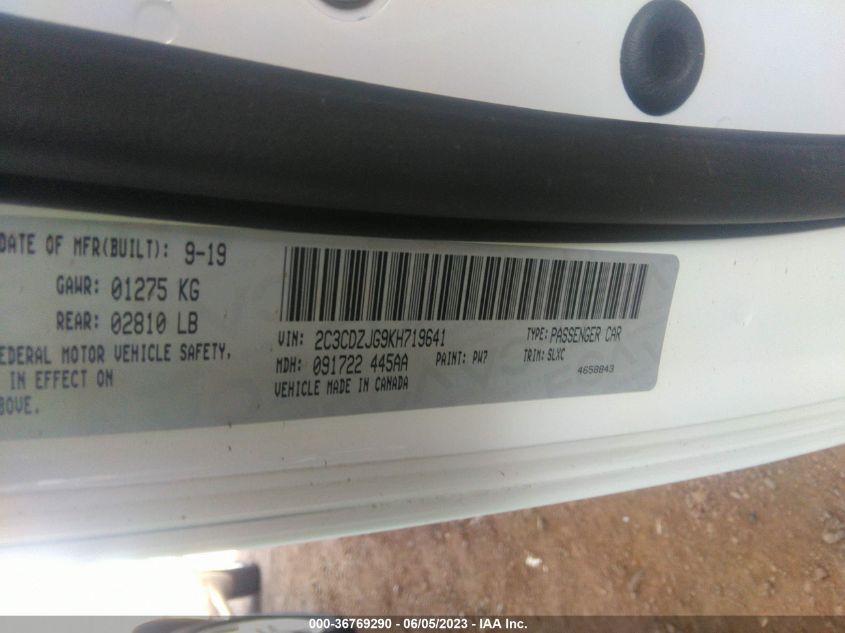 DATE OF MFR(BUILT): 9-19
GAWR: 01275 KG
REAR: 02810 LB
EDERAL MOTOR VEHICLE SAFETY,
IN EFFECT ON
BOVE.
VIN: 2C3CDZJG9KH719641
TYPE: PASSENGER CAR
MDH: 091722 445AA
PAINT: PW7
TRIM: SLXC
VEHICLE MADE IN CANADA
4658843
000-36769290 - 06/05/2023 - IAA Inc.